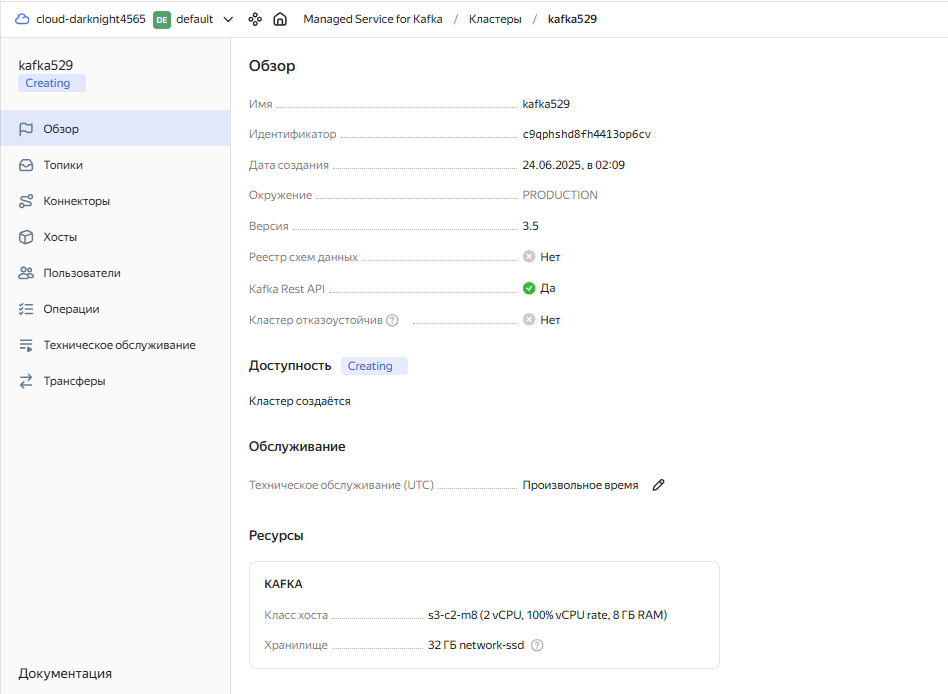 cloud-darknight4565 DE default Managed Service for Kafka / Кластеры / kafka529
kafka529
Creating
Обзор
Топики
Коннекторы
Хосты
Пользователи
Операции
Техническое обслуживание
Трансферы
Документация
Обзор
Имя kafka529
Идентификатор c9qphshd8fh4413op6cv
Дата создания 24.06.2025, в 02:09
Окружение PRODUCTION
Версия 3.5
Реестр схем данных Нет
Kafka Rest API Да
Кластер отказоустойчив Нет
Доступность Creating
Кластер создаётся
Обслуживание
Техническое обслуживание (UTC) Произвольное время
Ресурсы
KAFKA
Класс хоста s3-c2-m8 (2 vCPU, 100% vCPU rate, 8 ГБ RAM)
Хранилище 32 ГБ network-ssd